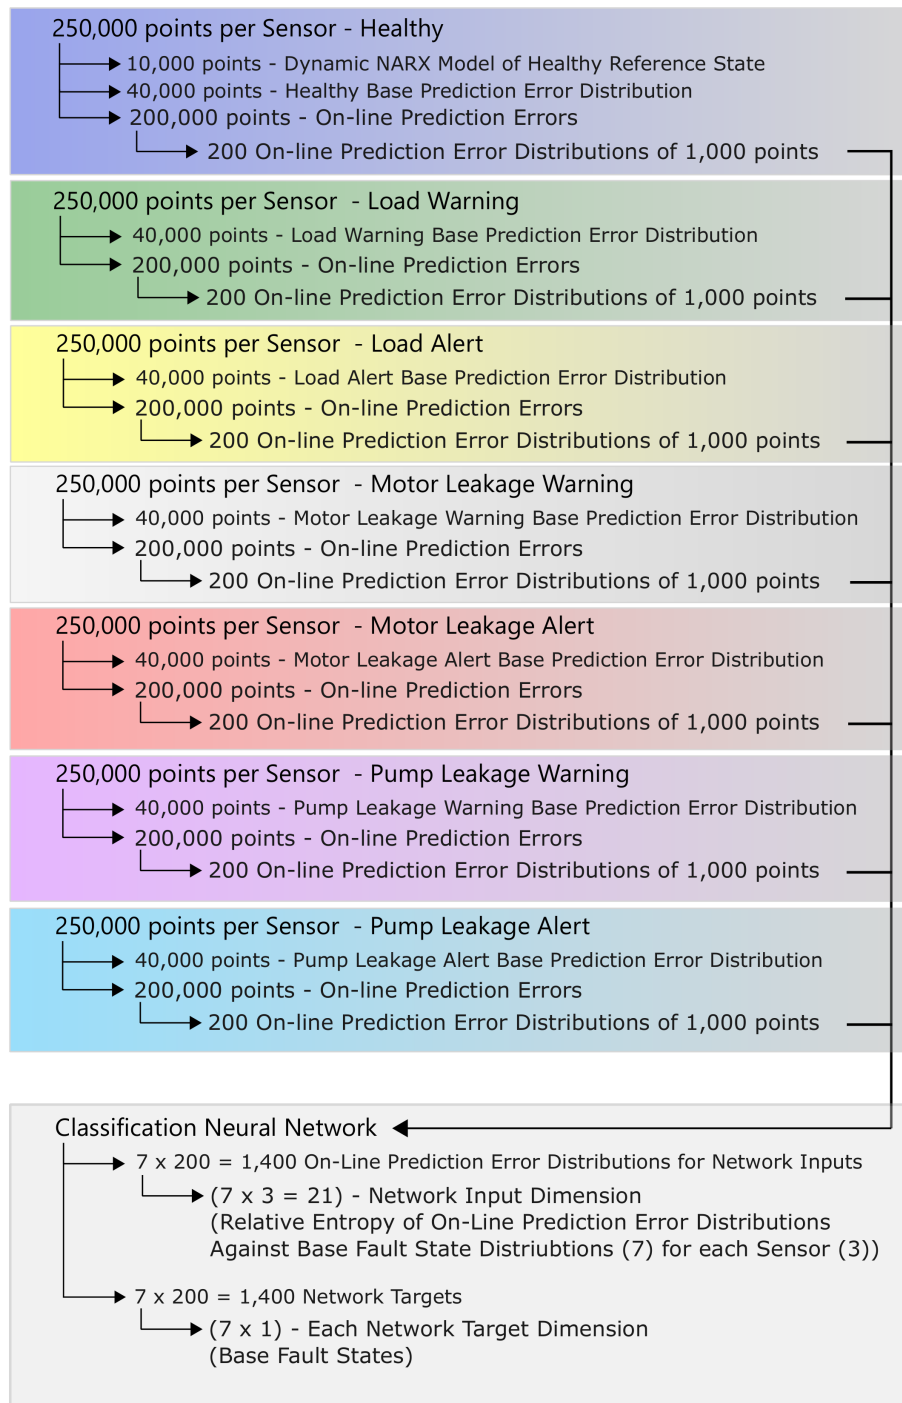 250,000 points per Sensor - Healthy
10,000 points - Dynamic NARX Model of Healthy Reference State
40,000 points - Healthy Base Prediction Error Distribution
200,000 points - On-line Prediction Errors
200 On-line Prediction Error Distributions of 1,000 points
250,000 points per Sensor - Load Warning
40,000 points - Load Warning Base Prediction Error Distribution
200,000 points - On-line Prediction Errors
200 On-line Prediction Error Distributions of 1,000 points
250,000 points per Sensor - Load Alert
40,000 points - Load Alert Base Prediction Error Distribution
200,000 points - On-line Prediction Errors
200 On-line Prediction Error Distributions of 1,000 points
250,000 points per Sensor - Motor Leakage Warning
40,000 points - Motor Leakage Warning Base Prediction Error Distribution
200,000 points - On-line Prediction Errors
200 On-line Prediction Error Distributions of 1,000 points
250,000 points per Sensor - Motor Leakage Alert
40,000 points - Motor Leakage Alert Base Prediction Error Distribution
200,000 points - On-line Prediction Errors
200 On-line Prediction Error Distributions of 1,000 points
250,000 points per Sensor - Pump Leakage Warning
40,000 points - Pump Leakage Warning Base Prediction Error Distribution
200,000 points - On-line Prediction Errors
200 On-line Prediction Error Distributions of 1,000 points
250,000 points per Sensor - Pump Leakage Alert
40,000 points - Pump Leakage Alert Base Prediction Error Distribution
200,000 points - On-line Prediction Errors
200 On-line Prediction Error Distributions of 1,000 points
Classification Neural Network
7 x 200 = 1,400 On-Line Prediction Error Distributions for Network Inputs
(7 x 3 = 21) - Network Input Dimension
(Relative Entropy of On-Line Prediction Error Distributions
Against Base Fault State Distriubtions (7) for each Sensor (3))
7 x 200 = 1,400 Network Targets
(7 x 1) - Each Network Target Dimension
(Base Fault States)